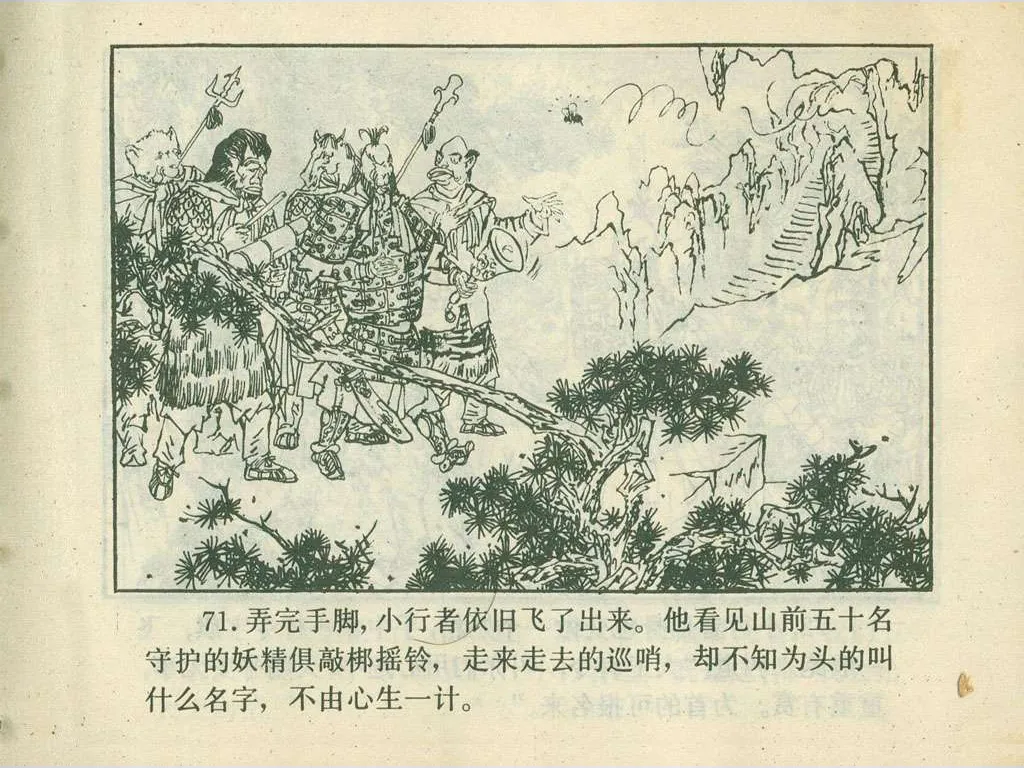 71. 弄完手脚, 小行者依旧飞了出来。他看见山前五十名
守护的妖精俱敲梆摇铃，走来走去的巡哨，却不知为头的叫
什么名字，不由心生一计。